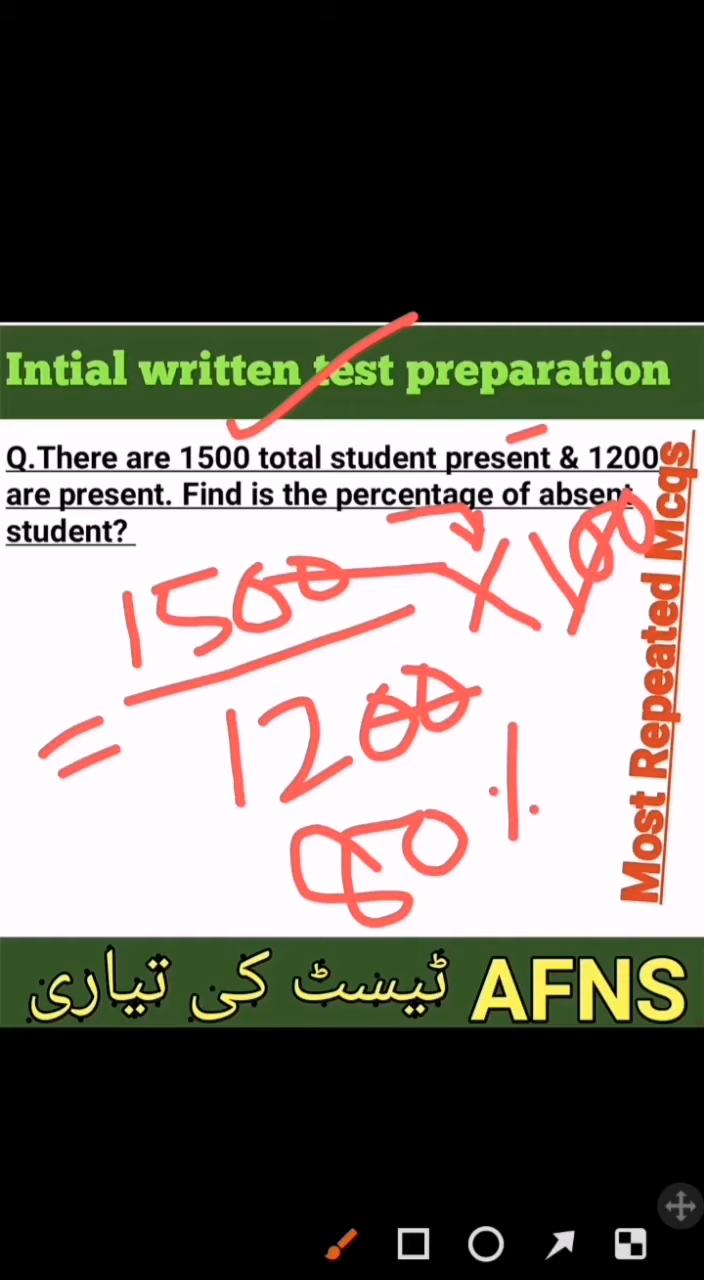 Intial written test preparation
Q.There are 1500 total student present & 1200
are present. Find is the percentage of absent
student?
1500 × 100
=
1200
80 %
Most Repeated Mcqs
AFNS ٹیسٹ کی تیاری